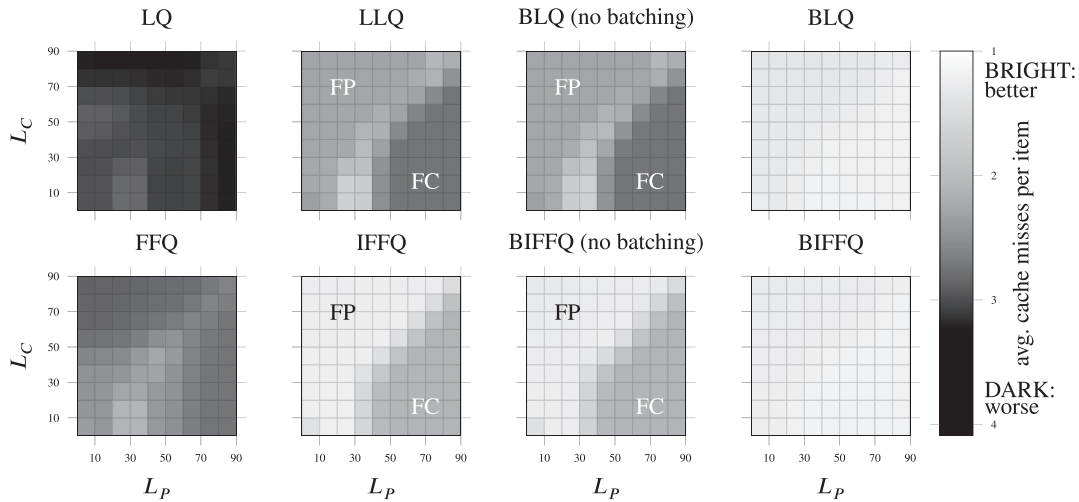 LQ LLQ BLQ (no batching) BLQ
90
70
50
30
10
L_C
FP
FC
FP
FC
1
2
3
4
BRIGHT:
better
avg. cache misses per item
DARK:
worse
FFQ IFFQ BIFFQ (no batching) BIFFQ
90
70
50
30
10
L_C
FP
FC
FP
FC
10 30 50 70 90 10 30 50 70 90 10 30 50 70 90 10 30 50 70 90
L_P L_P L_P L_P